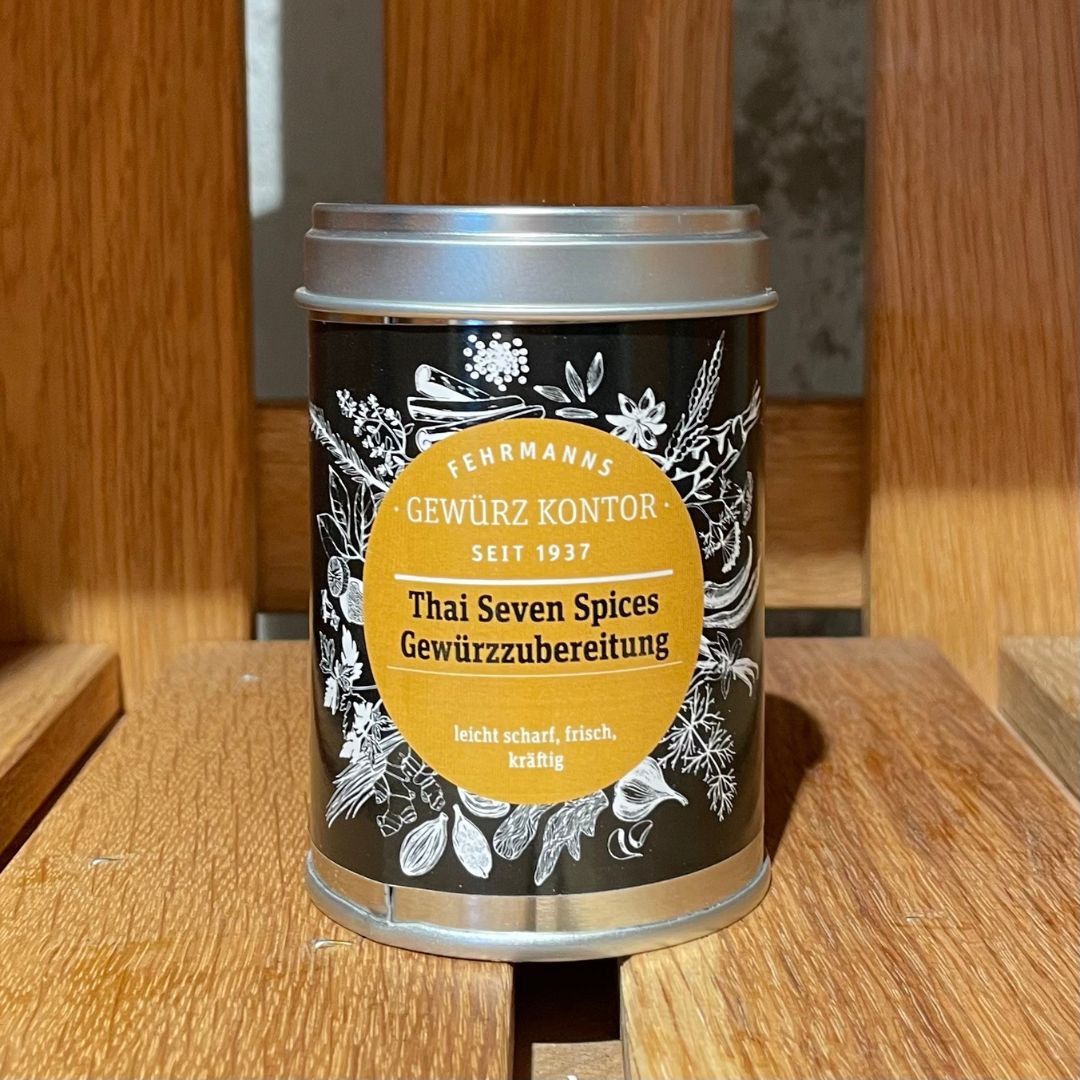 FEHRMANNS
· GEWÜRZ KONTOR ·
SEIT 1937
Thai Seven Spices
Gewürzzubereitung
leicht scharf, frisch,
kräftig